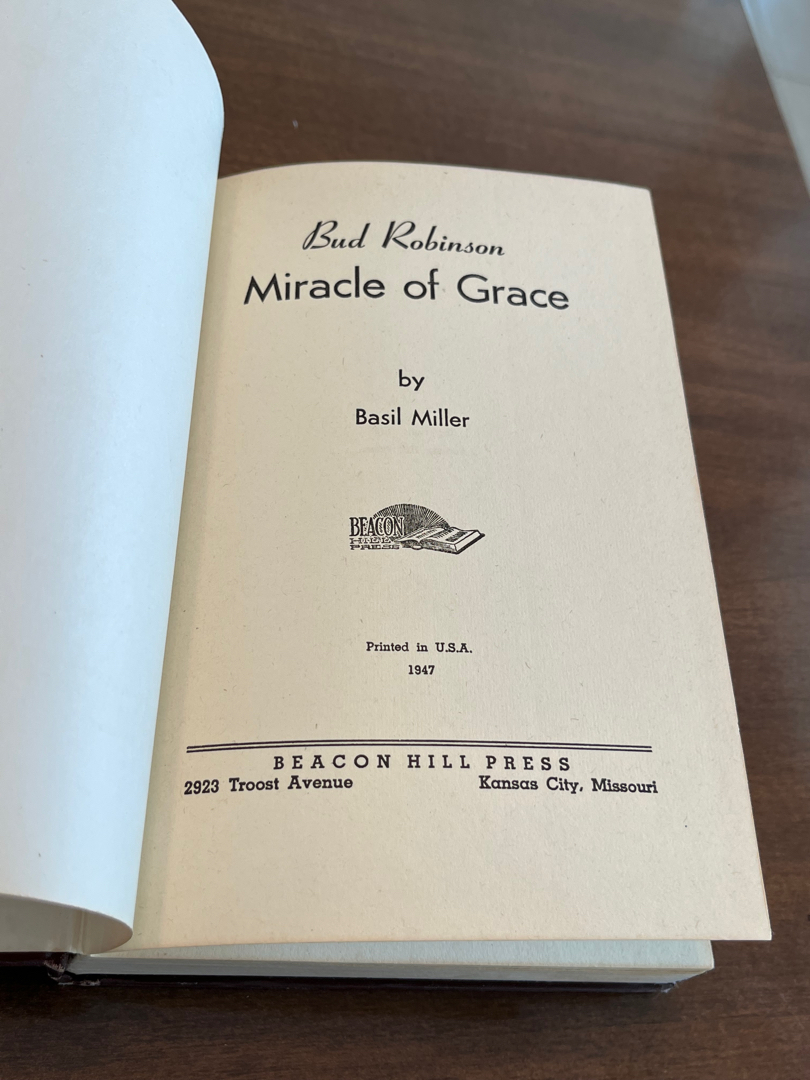 Bud Robinson
Miracle of Grace
by
Basil Miller
BEACON
HILL
PRESS
Printed in U.S.A.
1947
BEACON HILL PRESS
2923 Troost Avenue Kansas City, Missouri